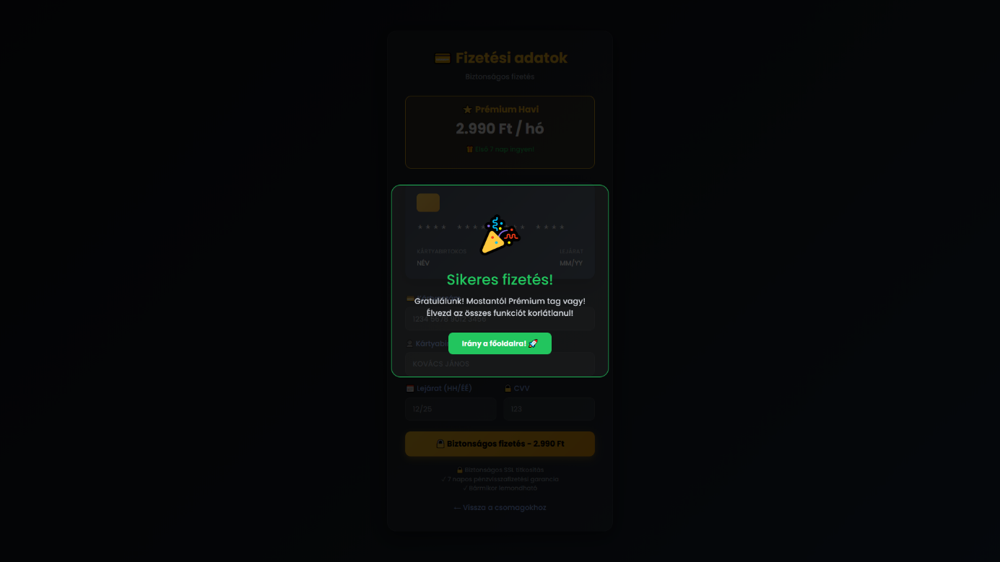 Fizetési adatok
Biztonságos fizetés
Prémium Havi
2.990 Ft / hó
Első 7 nap ingyen!
**** **** **** ****
KÁRTYABIRTOKOS
LEJÁRAT
NÉV
MM/YY
Sikeres fizetés!
Gratulálunk! Mostantól Prémium tag vagy!
Élvezd az összes funkciót korlátlanul!
1234 5678 9012 3456
Irány a főoldalra!
KOVÁCS JÁNOS
Lejárat (HH/ÉÉ)
CVV
12/25
123
Biztonságos fizetés - 2.990 Ft
Biztonságos SSL titkosítás
✓ 7 napos pénzvisszafizetési garancia
✓ Bármikor lemondható
← Vissza a csomagokhoz